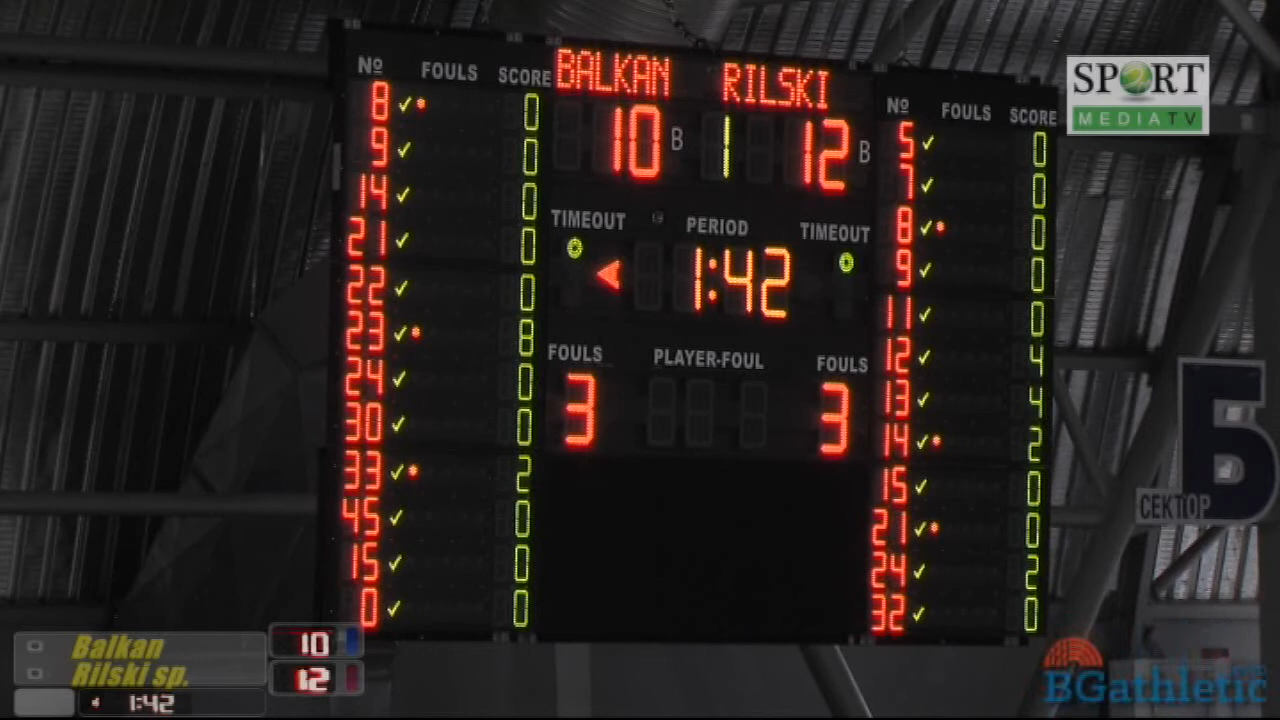 BALKAN RILSKI
10 B 1 12 B
TIMEOUT PERIOD TIMEOUT
1:42
FOULS PLAYER-FOUL FOULS
3 3
Nº FOULS SCORE
8 0
9 0
14 0
21 0
22 0
23 8
24 0
30 0
33 2
45 0
15 0
0 0
Nº FOULS SCORE
5 0
7 0
8 0
9 0
11 0
12 4
13 4
14 2
15 0
21 0
24 2
32 0
SPORT
MEDIATV
Б
СЕКТОР
Balkan 10
Rilski sp. 12
1:42
BGathletic